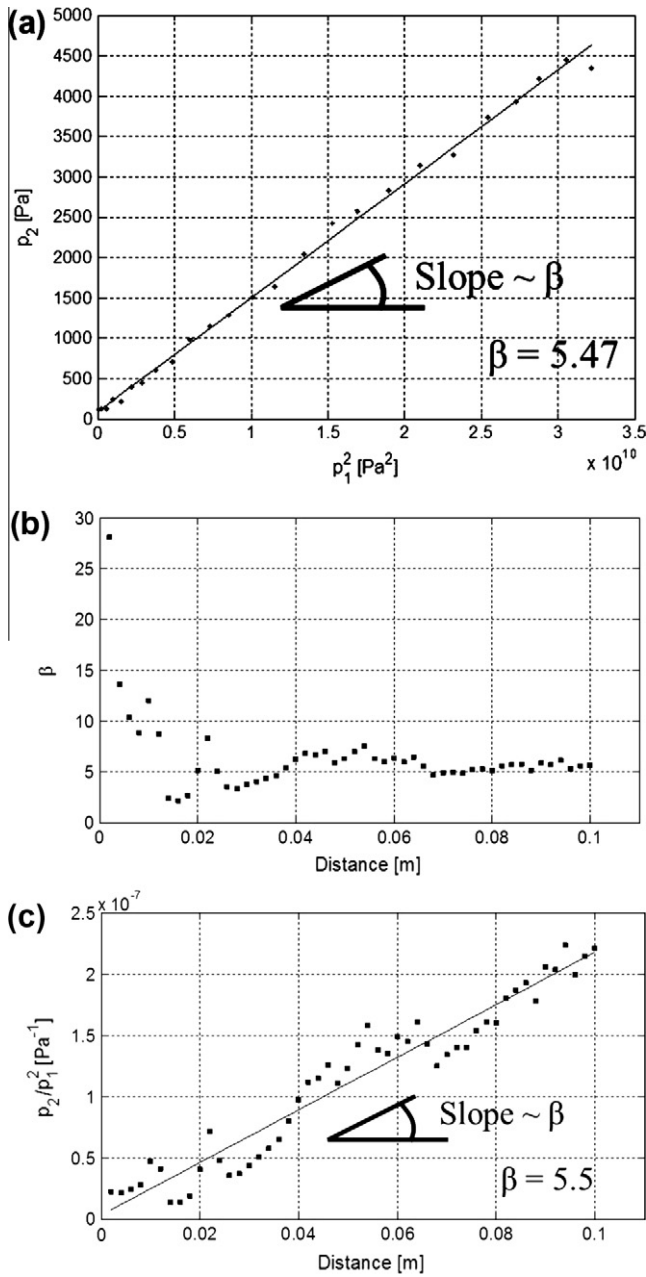 (a)
5000
4500
4000
3500
3000
2500
2000
1500
1000
500
0
p₂ [Pa]
Slope ~ β
β = 5.47
0 0.5 1 1.5 2 2.5 3 3.5
p₁² [Pa²]
x 10¹⁰
(b)
30
25
20
15
10
5
0
β
0 0.02 0.04 0.06 0.08 0.1
Distance [m]
(c)
x 10⁻⁷
2.5
2
1.5
1
0.5
0
p₂/p₁² [Pa⁻¹]
Slope ~ β
β = 5.5
0 0.02 0.04 0.06 0.08 0.1
Distance [m]